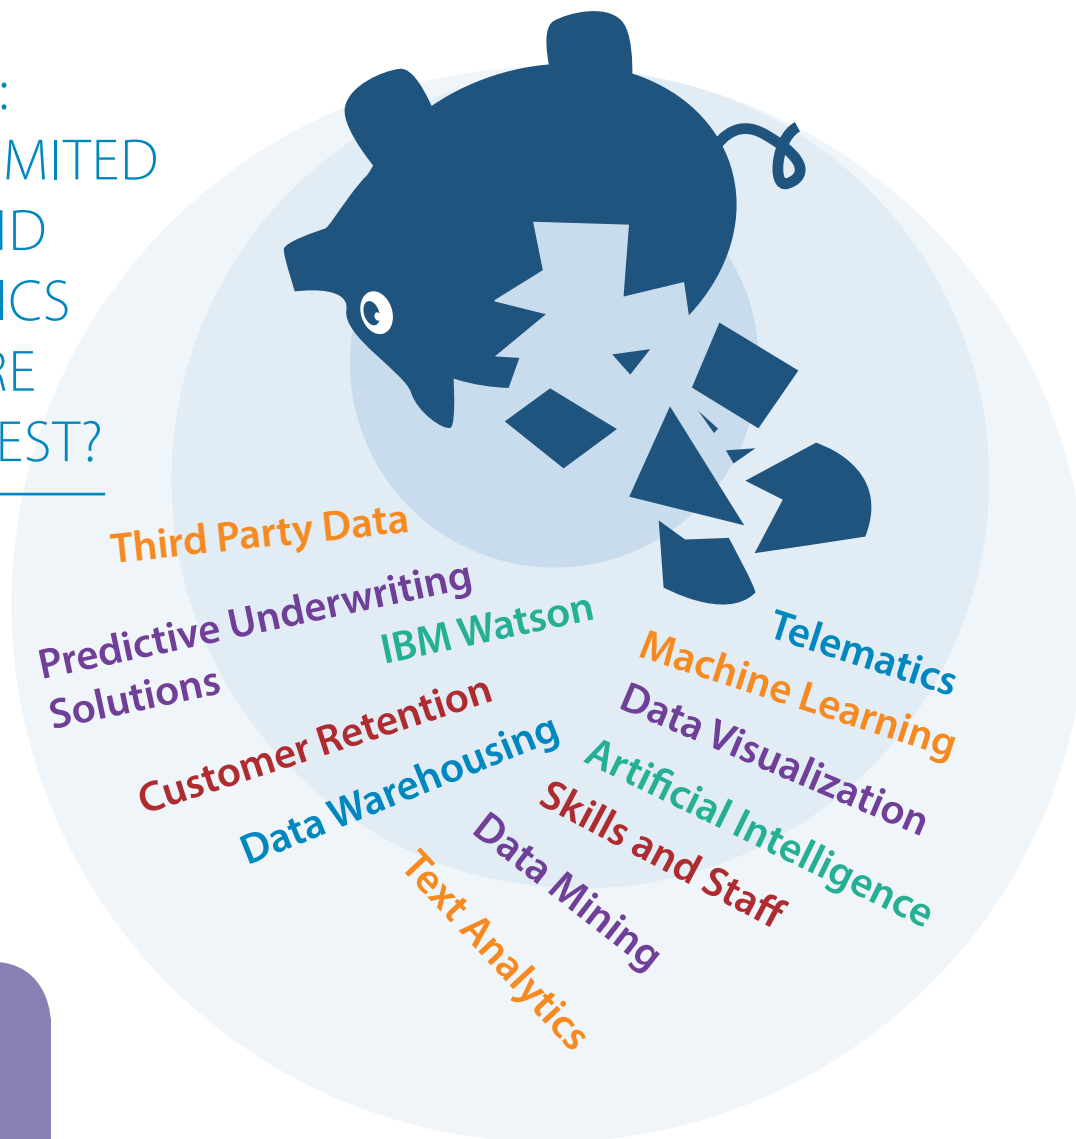 :
MITED
ND
ICS
RE
EST?
Third Party Data
Predictive Underwriting
Solutions
IBM Watson
Customer Retention
Data Warehousing
Text Analytics
Data Mining
Skills and Staff
Artificial Intelligence
Data Visualization
Machine Learning
Telematics